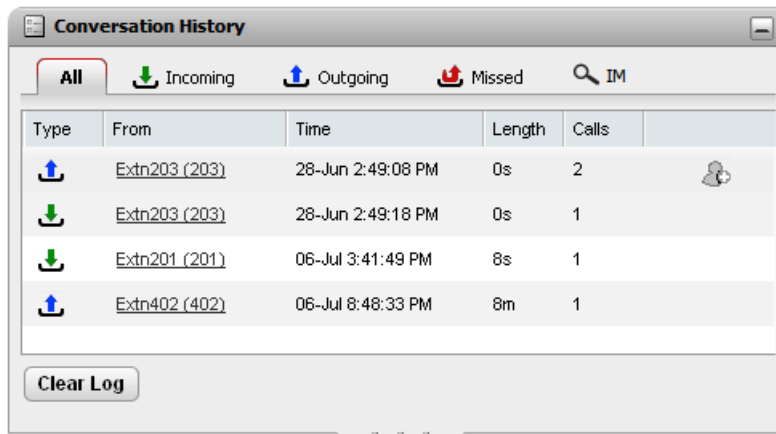 Conversation History
All Incoming Outgoing Missed IM
Type From Time Length Calls
Extn203 (203) 28-Jun 2:49:08 PM 0s 2
Extn203 (203) 28-Jun 2:49:18 PM 0s 1
Extn201 (201) 06-Jul 3:41:49 PM 8s 1
Extn402 (402) 06-Jul 8:48:33 PM 8m 1
Clear Log